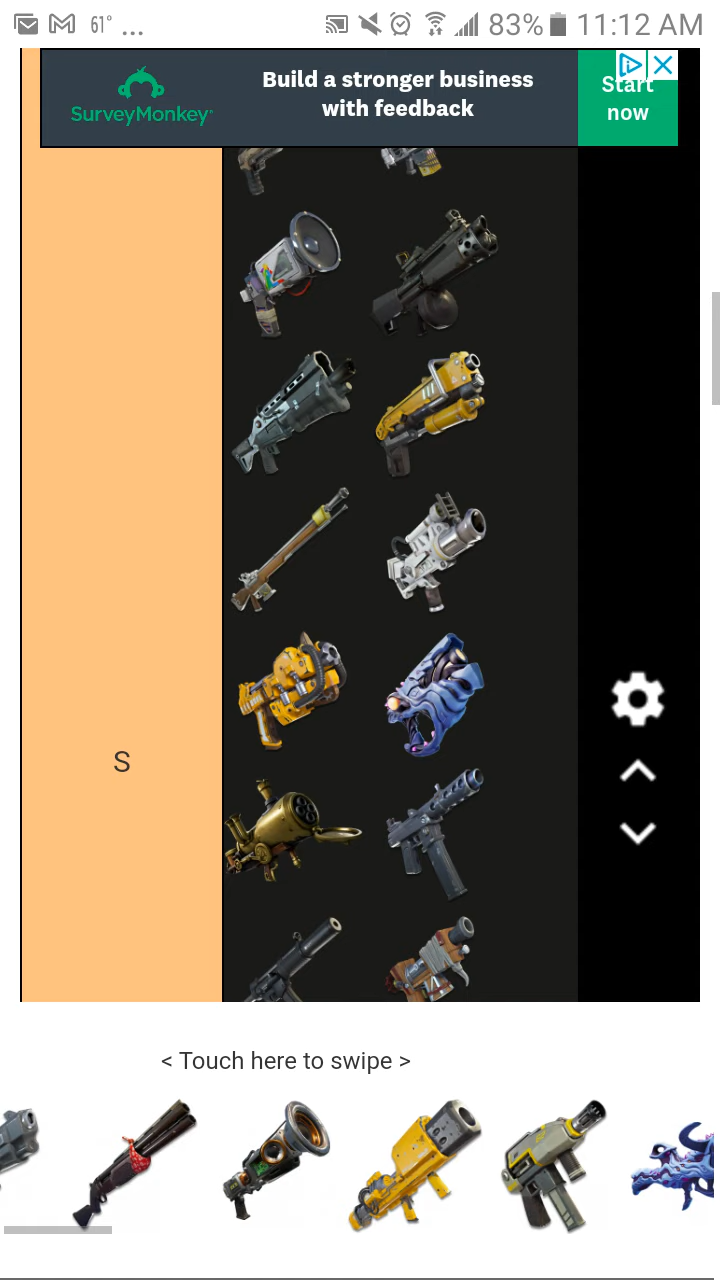 61° ...
83% 11:12 AM
SurveyMonkey
Build a stronger business
with feedback
Start
now
S
< Touch here to swipe >